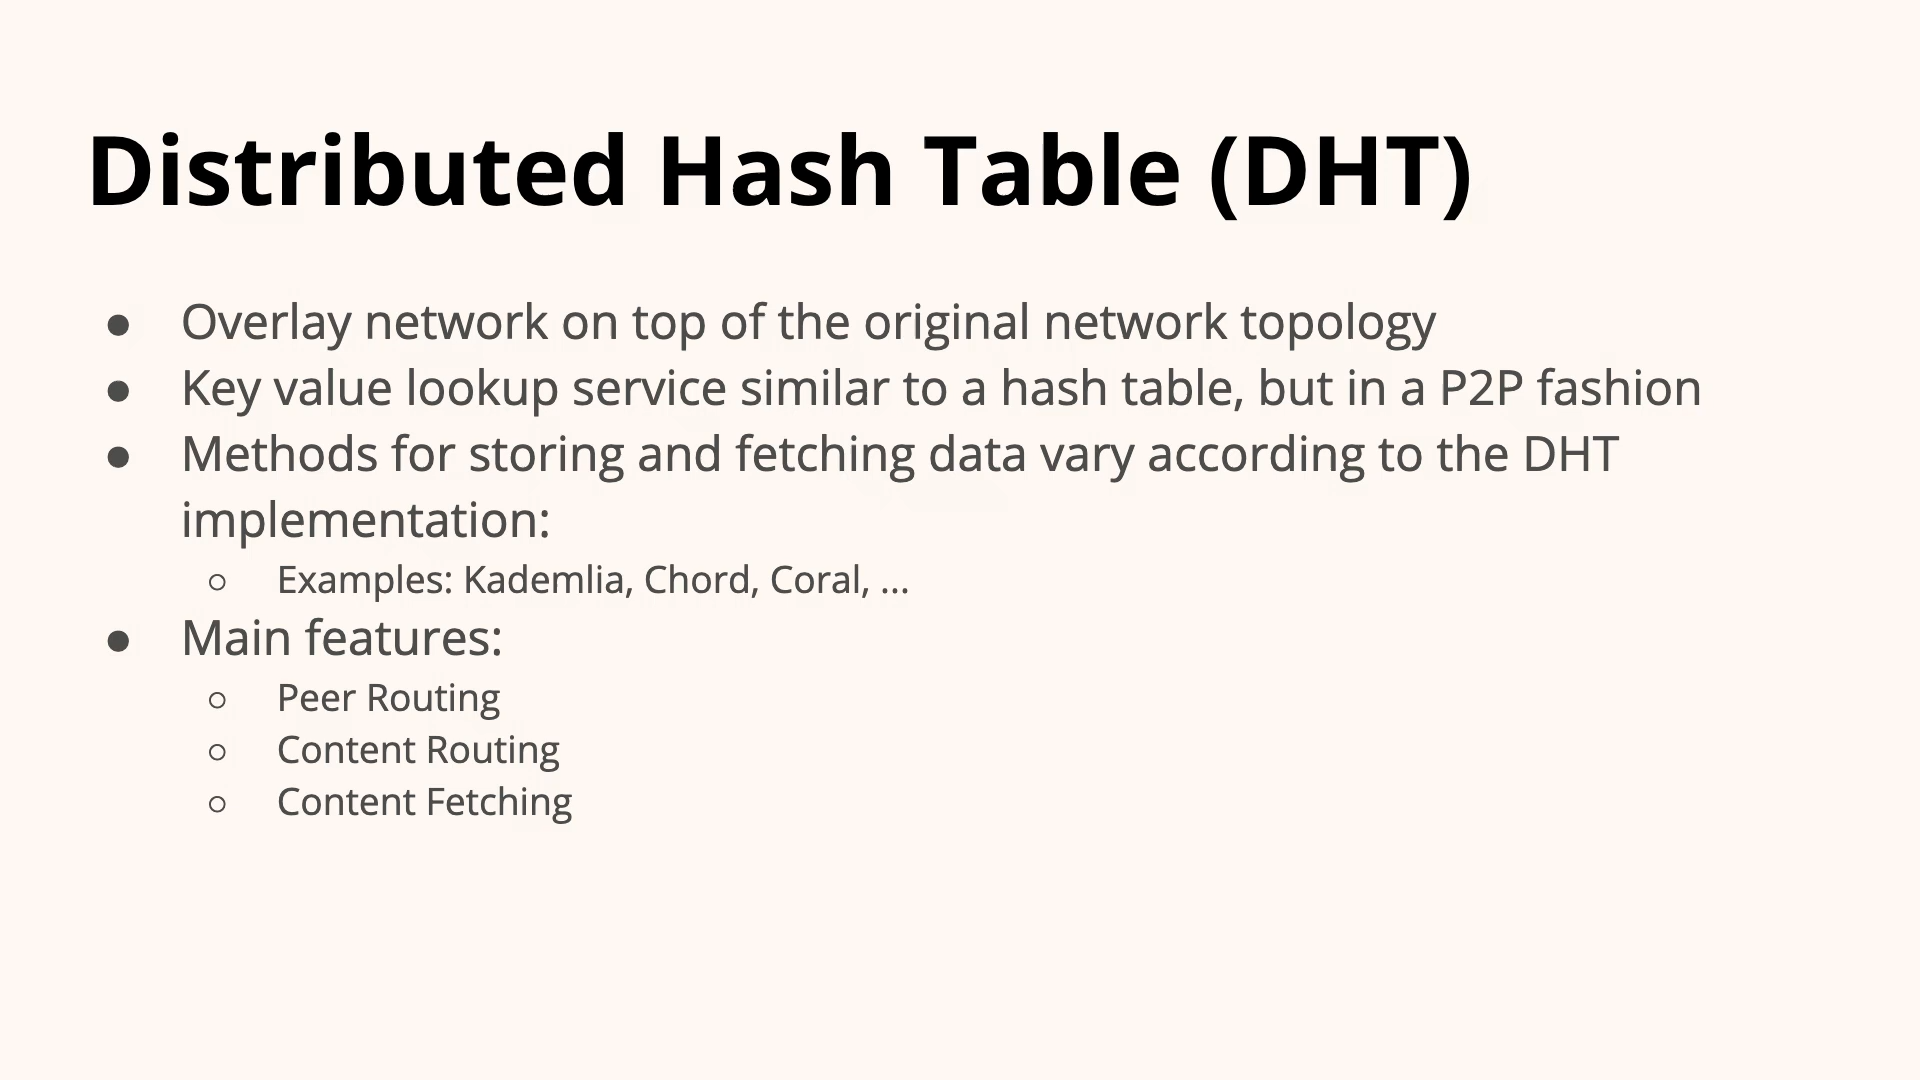 Distributed Hash Table (DHT)
● Overlay network on top of the original network topology
● Key value lookup service similar to a hash table, but in a P2P fashion
● Methods for storing and fetching data vary according to the DHT
implementation:
○ Examples: Kademlia, Chord, Coral, ...
● Main features:
○ Peer Routing
○ Content Routing
○ Content Fetching